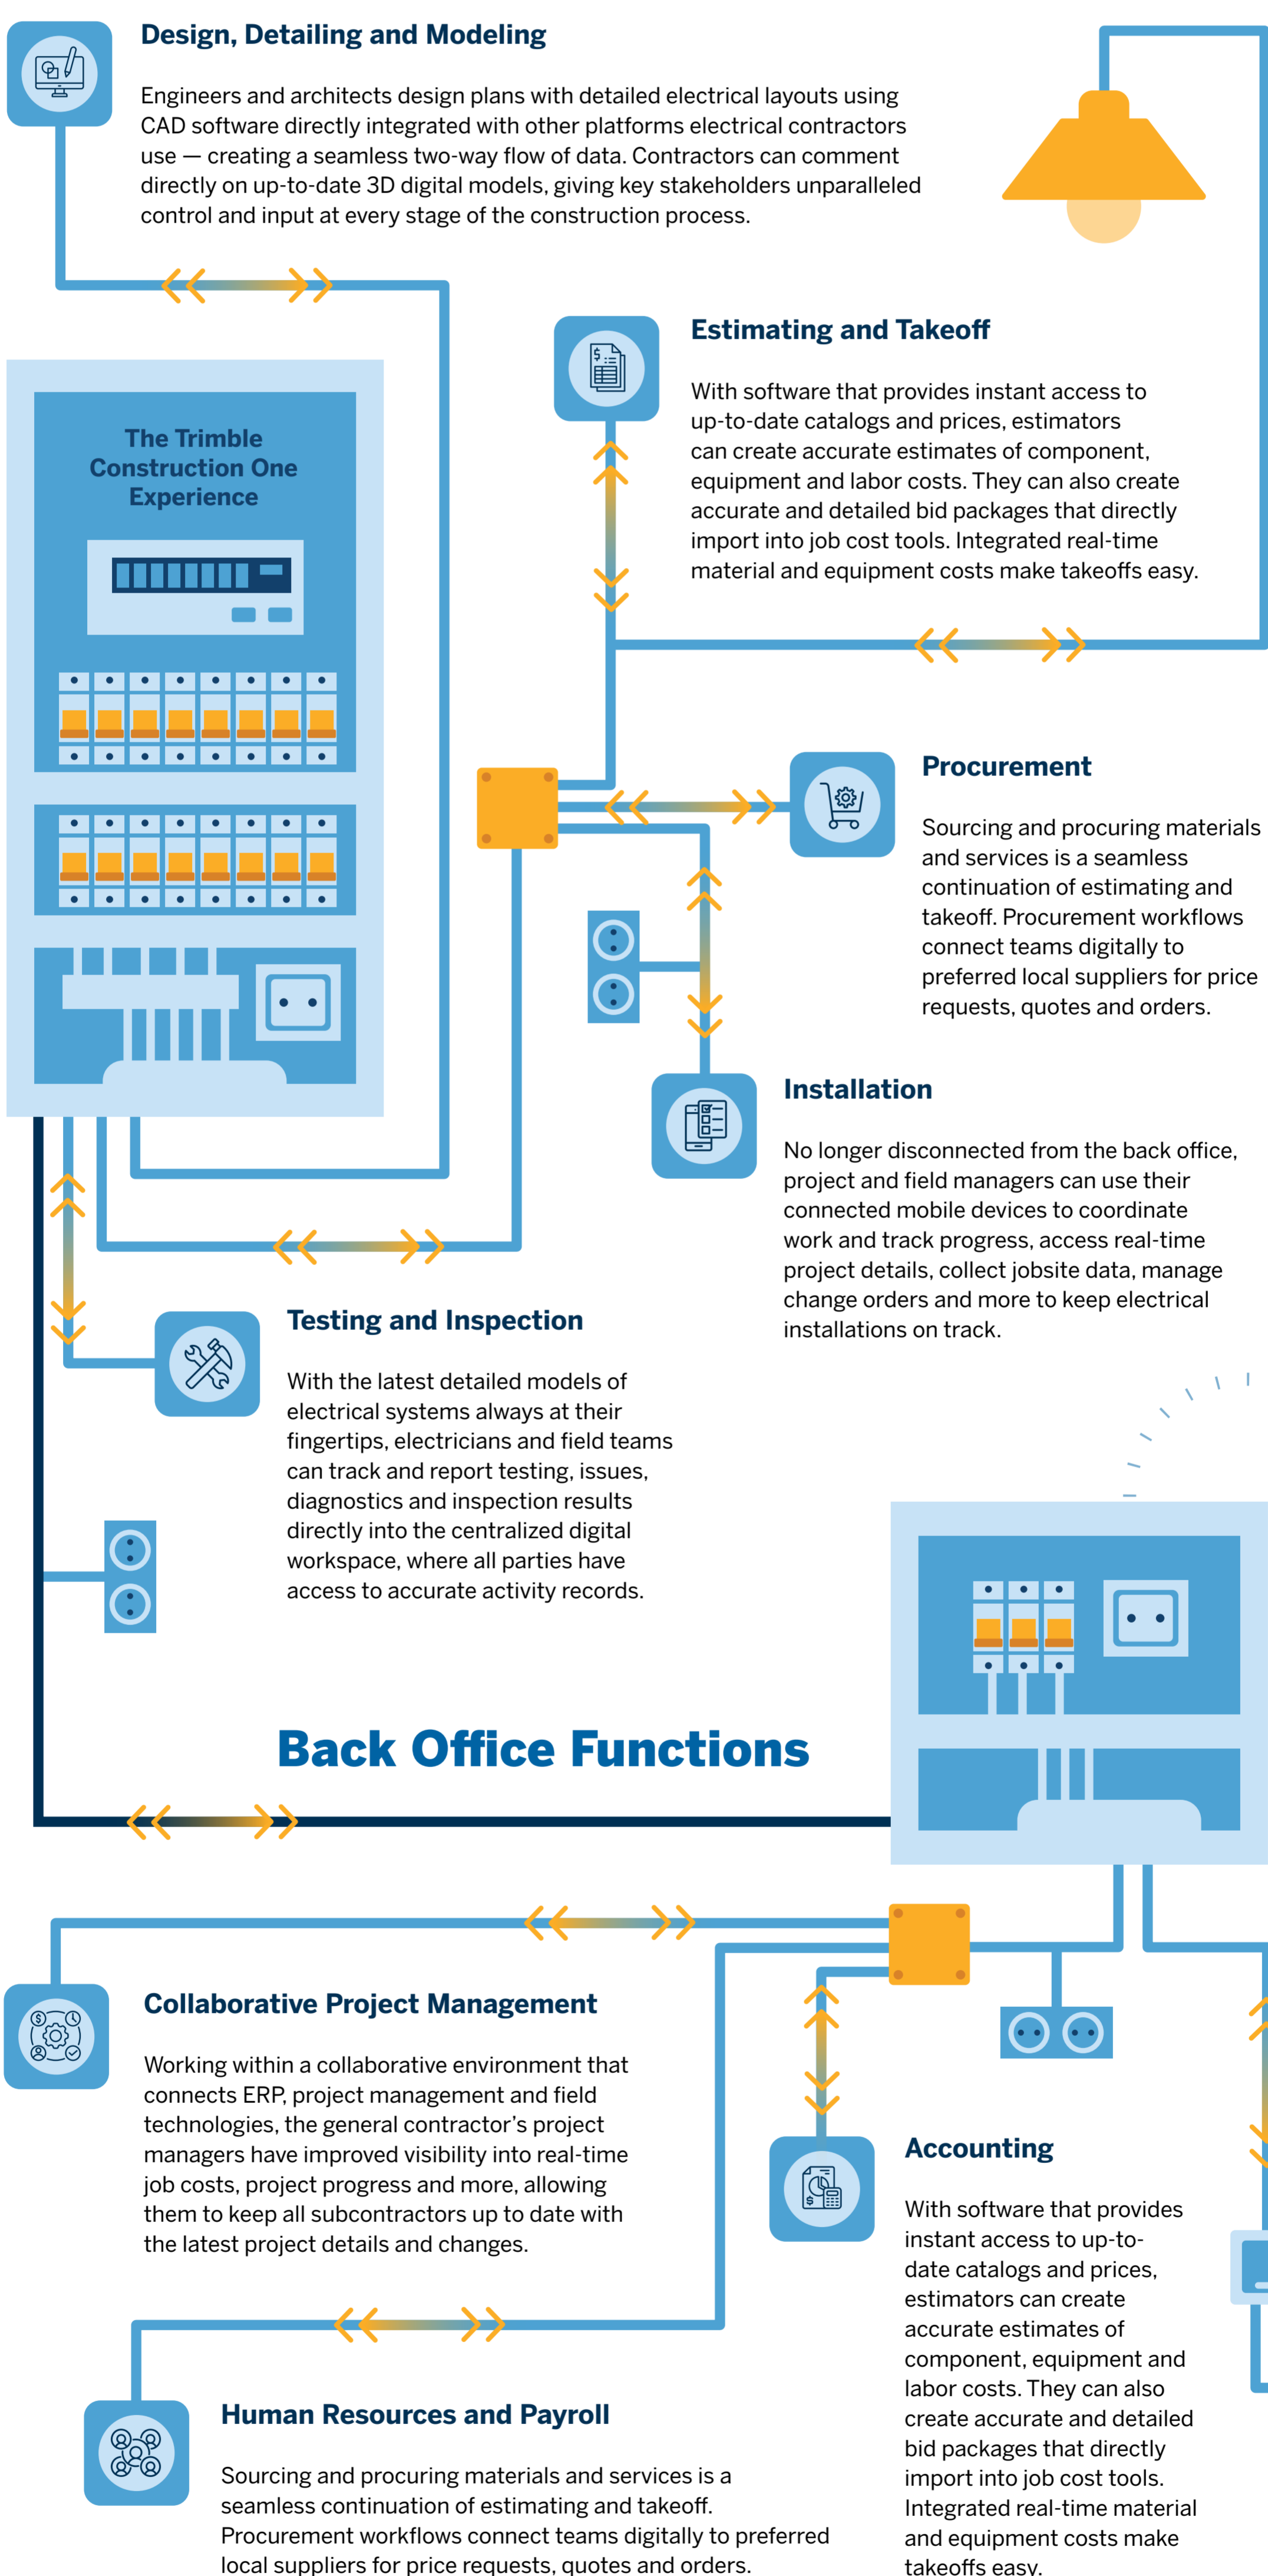 Design, Detailing and Modeling
Engineers and architects design plans with detailed electrical layouts using
CAD software directly integrated with other platforms electrical contractors
use — creating a seamless two-way flow of data. Contractors can comment
directly on up-to-date 3D digital models, giving key stakeholders unparalleled
control and input at every stage of the construction process.
Estimating and Takeoff
With software that provides instant access to
up-to-date catalogs and prices, estimators
can create accurate estimates of component,
equipment and labor costs. They can also create
accurate and detailed bid packages that directly
import into job cost tools. Integrated real-time
material and equipment costs make takeoffs easy.
The Trimble
Construction One
Experience
Procurement
Sourcing and procuring materials
and services is a seamless
continuation of estimating and
takeoff. Procurement workflows
connect teams digitally to
preferred local suppliers for price
requests, quotes and orders.
Installation
No longer disconnected from the back office,
project and field managers can use their
connected mobile devices to coordinate
work and track progress, access real-time
project details, collect jobsite data, manage
change orders and more to keep electrical
installations on track.
Testing and Inspection
With the latest detailed models of
electrical systems always at their
fingertips, electricians and field teams
can track and report testing, issues,
diagnostics and inspection results
directly into the centralized digital
workspace, where all parties have
access to accurate activity records.
Back Office Functions
Collaborative Project Management
Working within a collaborative environment that
connects ERP, project management and field
technologies, the general contractor's project
managers have improved visibility into real-time
job costs, project progress and more, allowing
them to keep all subcontractors up to date with
the latest project details and changes.
Accounting
With software that provides
instant access to up-to-
date catalogs and prices,
estimators can create
accurate estimates of
component, equipment and
labor costs. They can also
create accurate and detailed
bid packages that directly
import into job cost tools.
Integrated real-time material
and equipment costs make
takeoffs easy.
Human Resources and Payroll
Sourcing and procuring materials and services is a
seamless continuation of estimating and takeoff.
Procurement workflows connect teams digitally to preferred
local suppliers for price requests, quotes and orders.